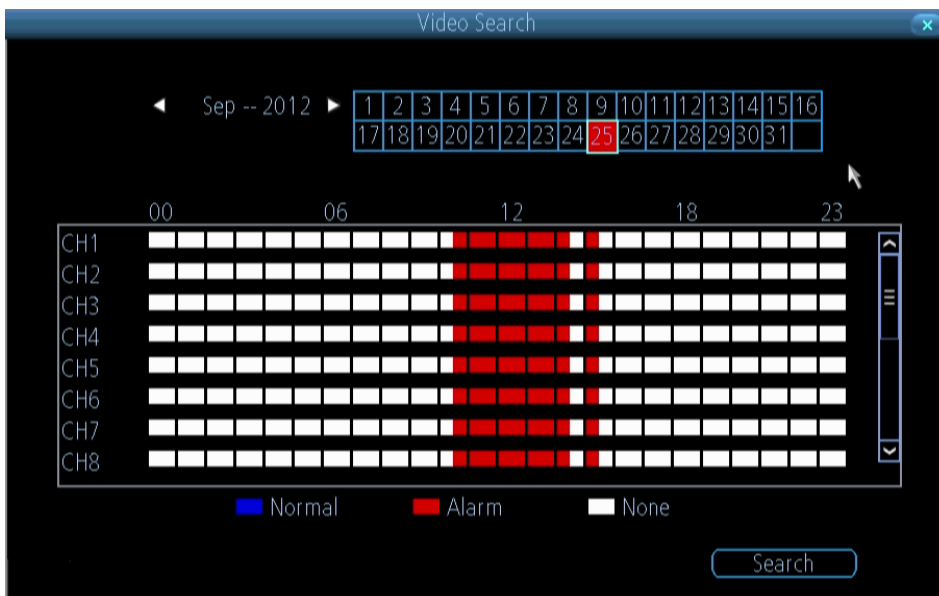 Video Search
Sep -- 2012 1 2 3 4 5 6 7 8 9 10 11 12 13 14 15 16
17 18 19 20 21 22 23 24 25 26 27 28 29 30 31
00 06 12 18 23
CH1
CH2
CH3
CH4
CH5
CH6
CH7
CH8
Normal Alarm None
Search